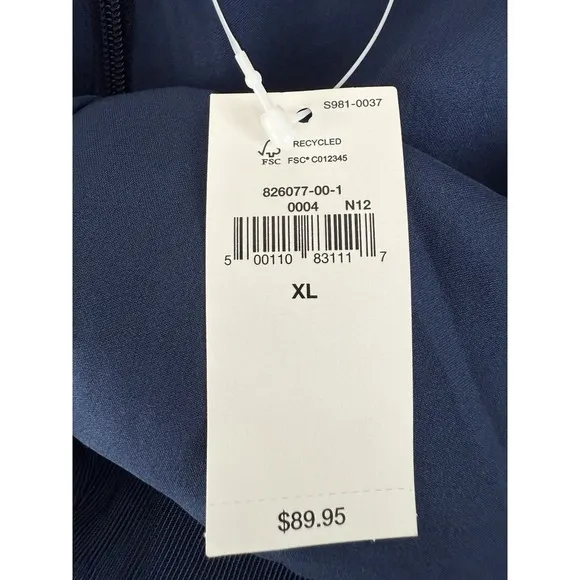 S981-0037
RECYCLED
FSC FSC® C012345
826077-00-1
0004 N12
5 00110 83111 7
XL
$89.95